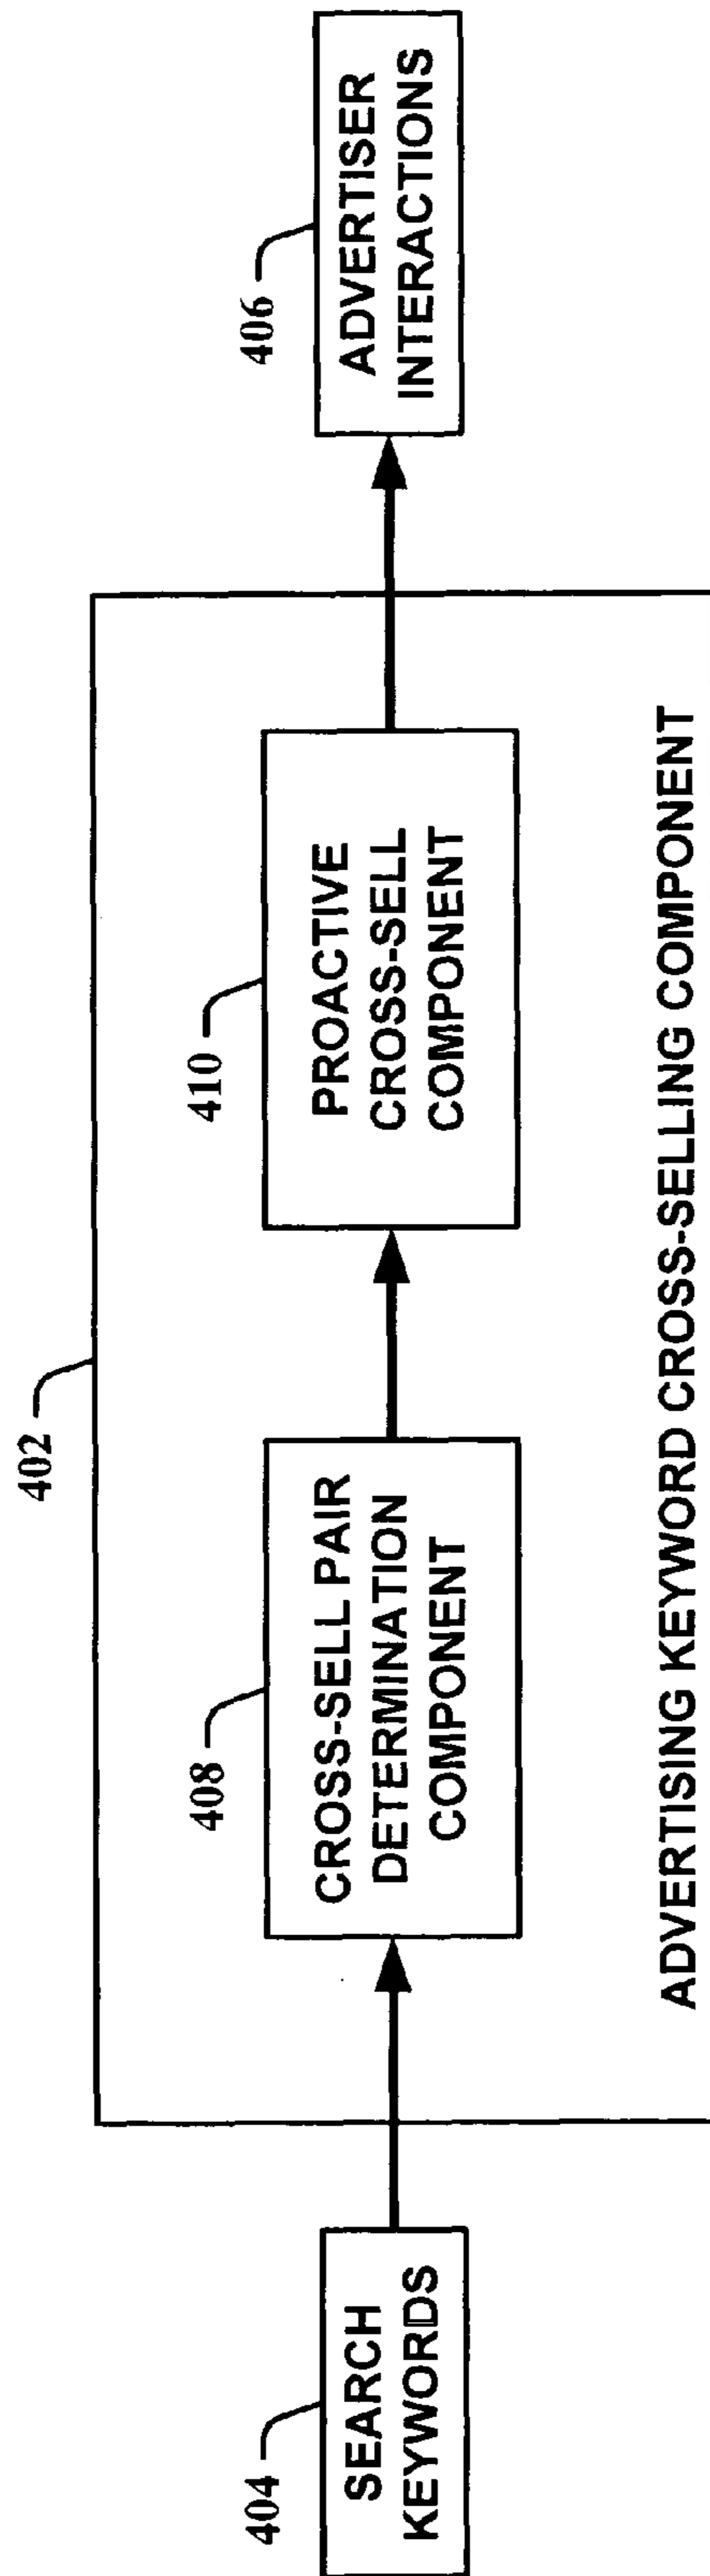 402
404
SEARCH
KEYWORDS
408
CROSS-SELL PAIR
DETERMINATION
COMPONENT
410
PROACTIVE
CROSS-SELL
COMPONENT
406
ADVERTISER
INTERACTIONS
ADVERTISING KEYWORD CROSS-SELLING COMPONENT